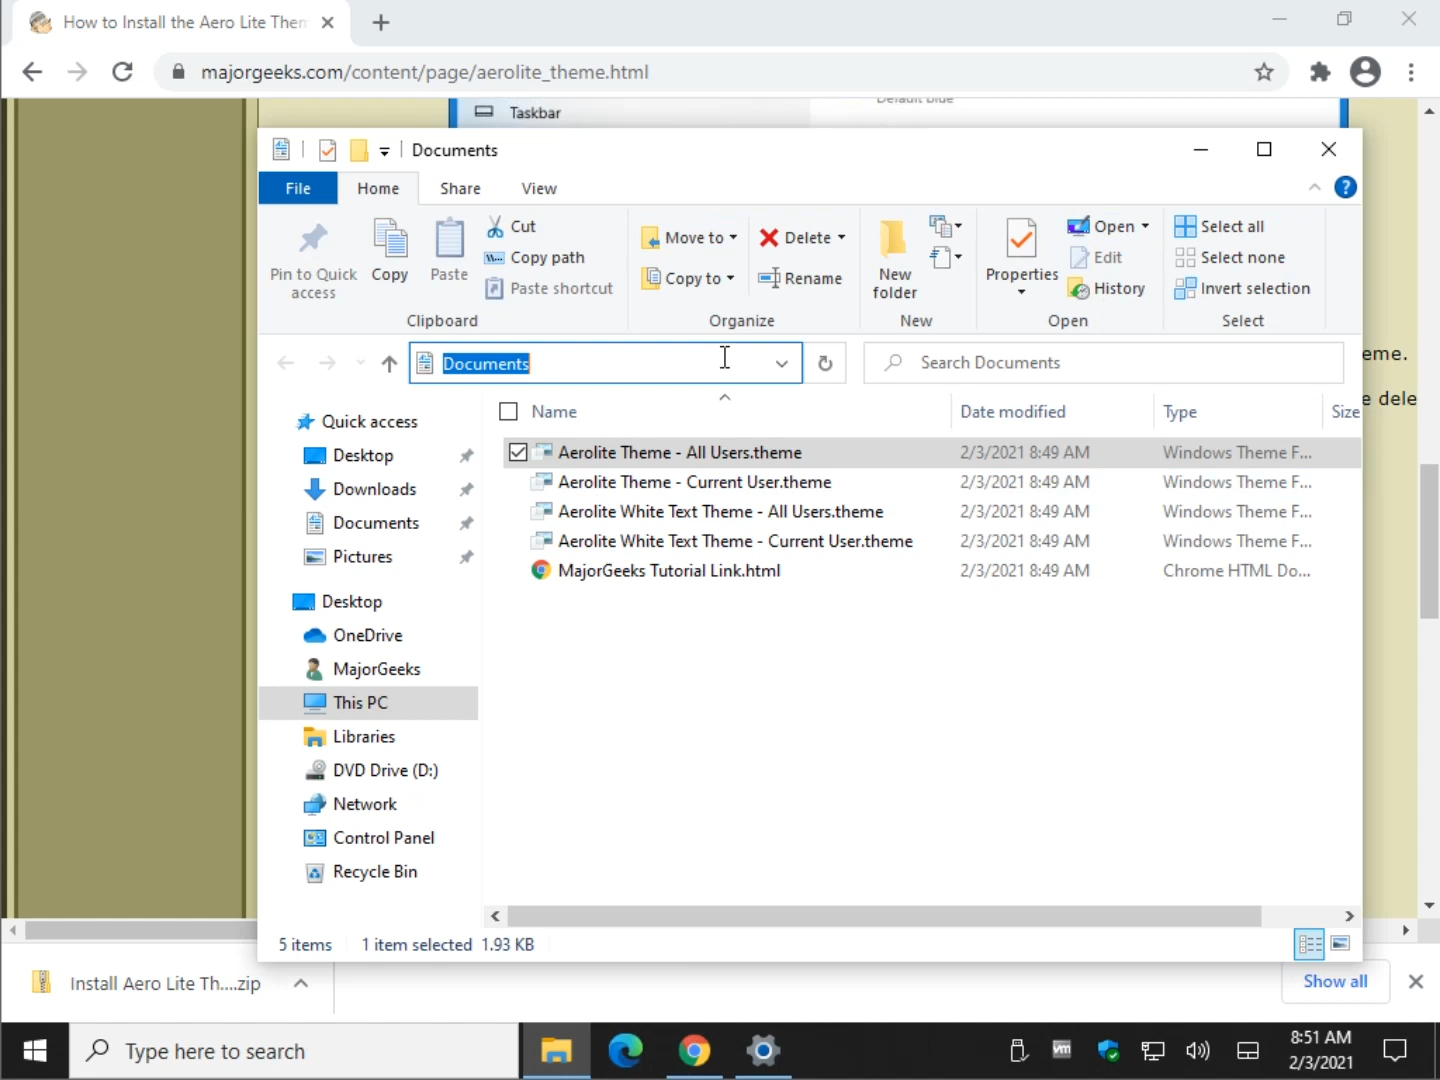 How to Install the Aero Lite Them
majorgeeks.com/content/page/aerolite_theme.html
Taskbar
Default Blue
Documents
File
Home
Share
View
Pin to Quick access
Copy
Paste
Cut
Copy path
Paste shortcut
Clipboard
Move to
Copy to
Delete
Rename
Organize
New folder
New
Properties
Open
Edit
History
Open
Select all
Select none
Invert selection
Select
Documents
Search Documents
eme.
e dele
Name
Date modified
Type
Size
Aerolite Theme - All Users.theme 2/3/2021 8:49 AM Windows Theme F...
Aerolite Theme - Current User.theme 2/3/2021 8:49 AM Windows Theme F...
Aerolite White Text Theme - All Users.theme 2/3/2021 8:49 AM Windows Theme F...
Aerolite White Text Theme - Current User.theme 2/3/2021 8:49 AM Windows Theme F...
MajorGeeks Tutorial Link.html 2/3/2021 8:49 AM Chrome HTML Do...
Quick access
Desktop
Downloads
Documents
Pictures
Desktop
OneDrive
MajorGeeks
This PC
Libraries
DVD Drive (D:)
Network
Control Panel
Recycle Bin
5 items 1 item selected 1.93 KB
Install Aero Lite Th....zip
Show all
Type here to search
vm
8:51 AM
2/3/2021